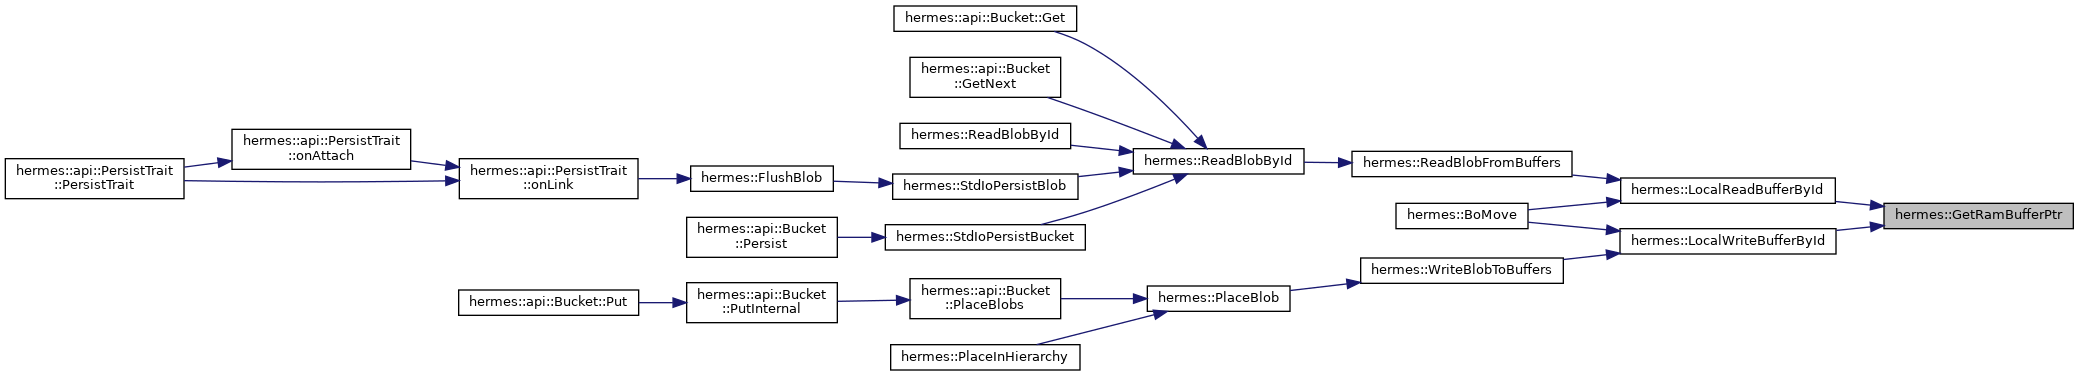 hermes::api::Bucket::Get
hermes::api::Bucket
::GetNext
hermes::ReadBlobById
hermes::api::PersistTrait
::onAttach
hermes::api::PersistTrait
::PersistTrait
hermes::api::PersistTrait
::onLink
hermes::FlushBlob
hermes::StdIoPersistBlob
hermes::ReadBlobById
hermes::ReadBlobFromBuffers
hermes::LocalReadBufferById
hermes::BoMove
hermes::GetRamBufferPtr
hermes::api::Bucket
::Persist
hermes::StdIoPersistBucket
hermes::LocalWriteBufferById
hermes::WriteBlobToBuffers
hermes::api::Bucket::Put
hermes::api::Bucket
::PutInternal
hermes::api::Bucket
::PlaceBlobs
hermes::PlaceBlob
hermes::PlaceInHierarchy